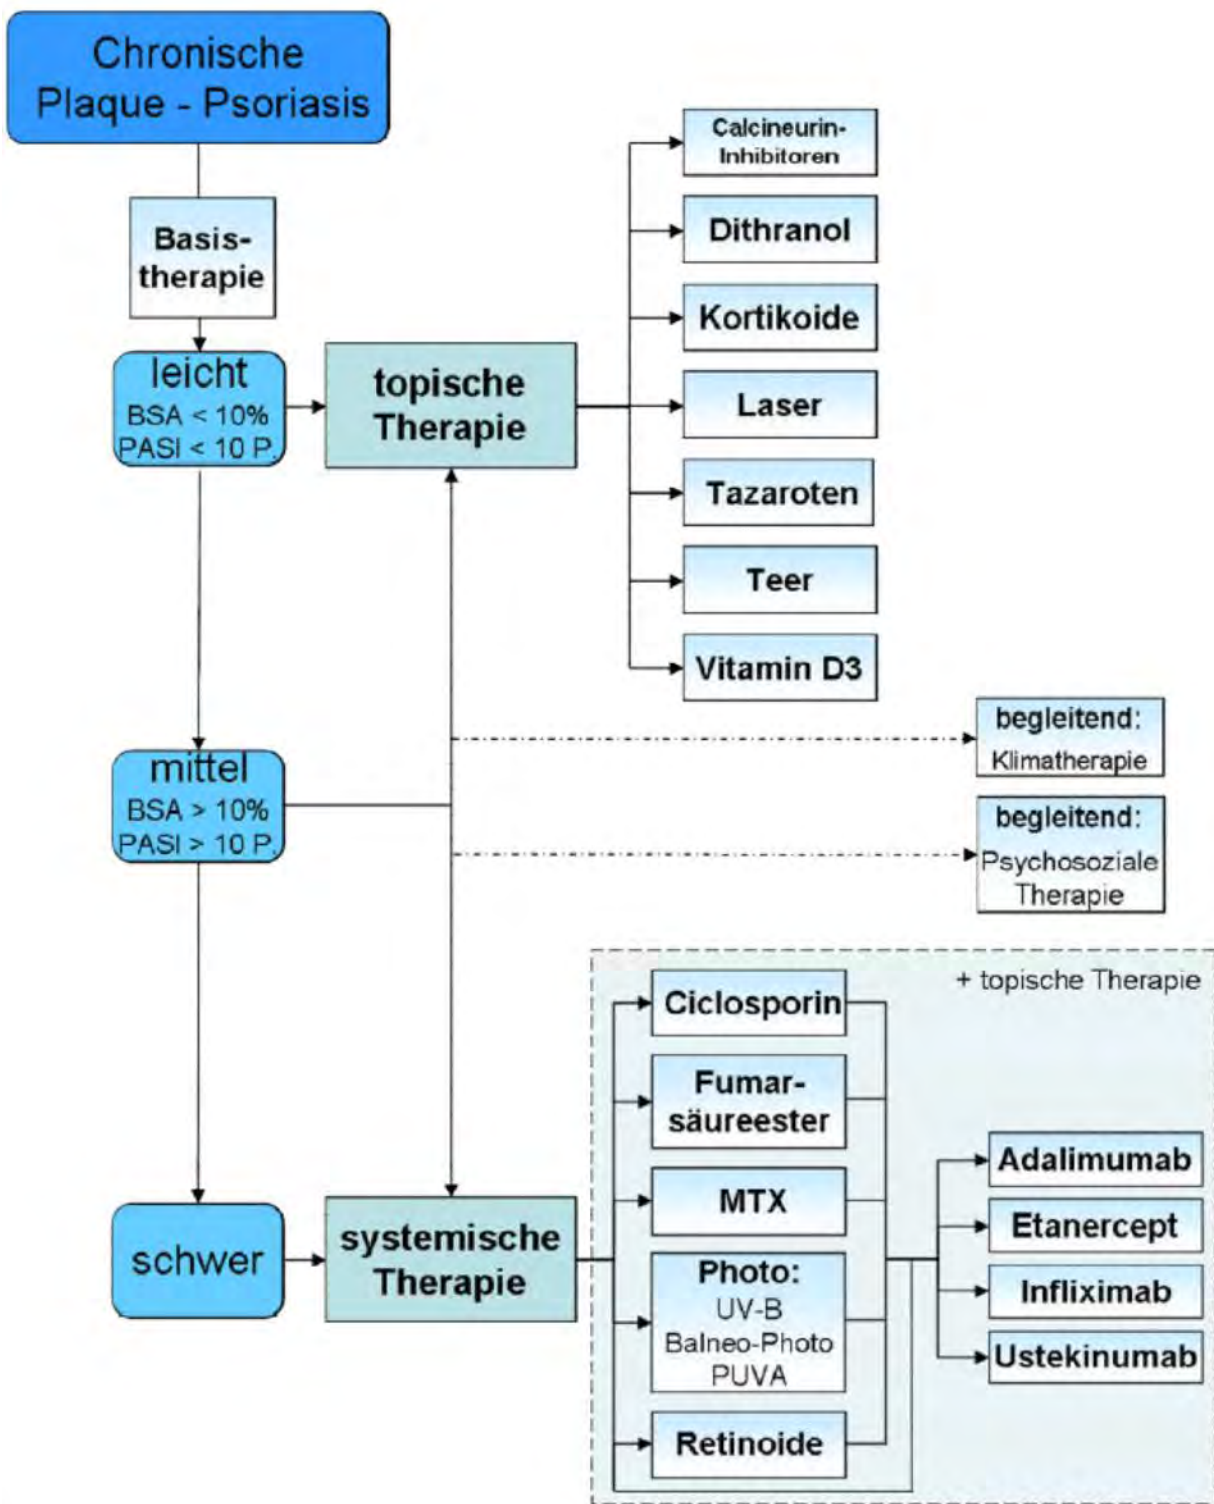 Chronische
Plaque - Psoriasis
Basis-
therapie
leicht
BSA < 10%
PASI < 10 P.
topische
Therapie
Calcineurin-
Inhibitoren
Dithranol
Kortikoide
Laser
Tazaroten
Teer
Vitamin D3
mittel
BSA > 10%
PASI > 10 P.
begleitend:
Klimatherapie
begleitend:
Psychosoziale
Therapie
schwer
systemische
Therapie
+ topische Therapie
Ciclosporin
Fumar-
säureester
MTX
Photo:
UV-B
Balneo-Photo
PUVA
Retinoide
Adalimumab
Etanercept
Infliximab
Ustekinumab